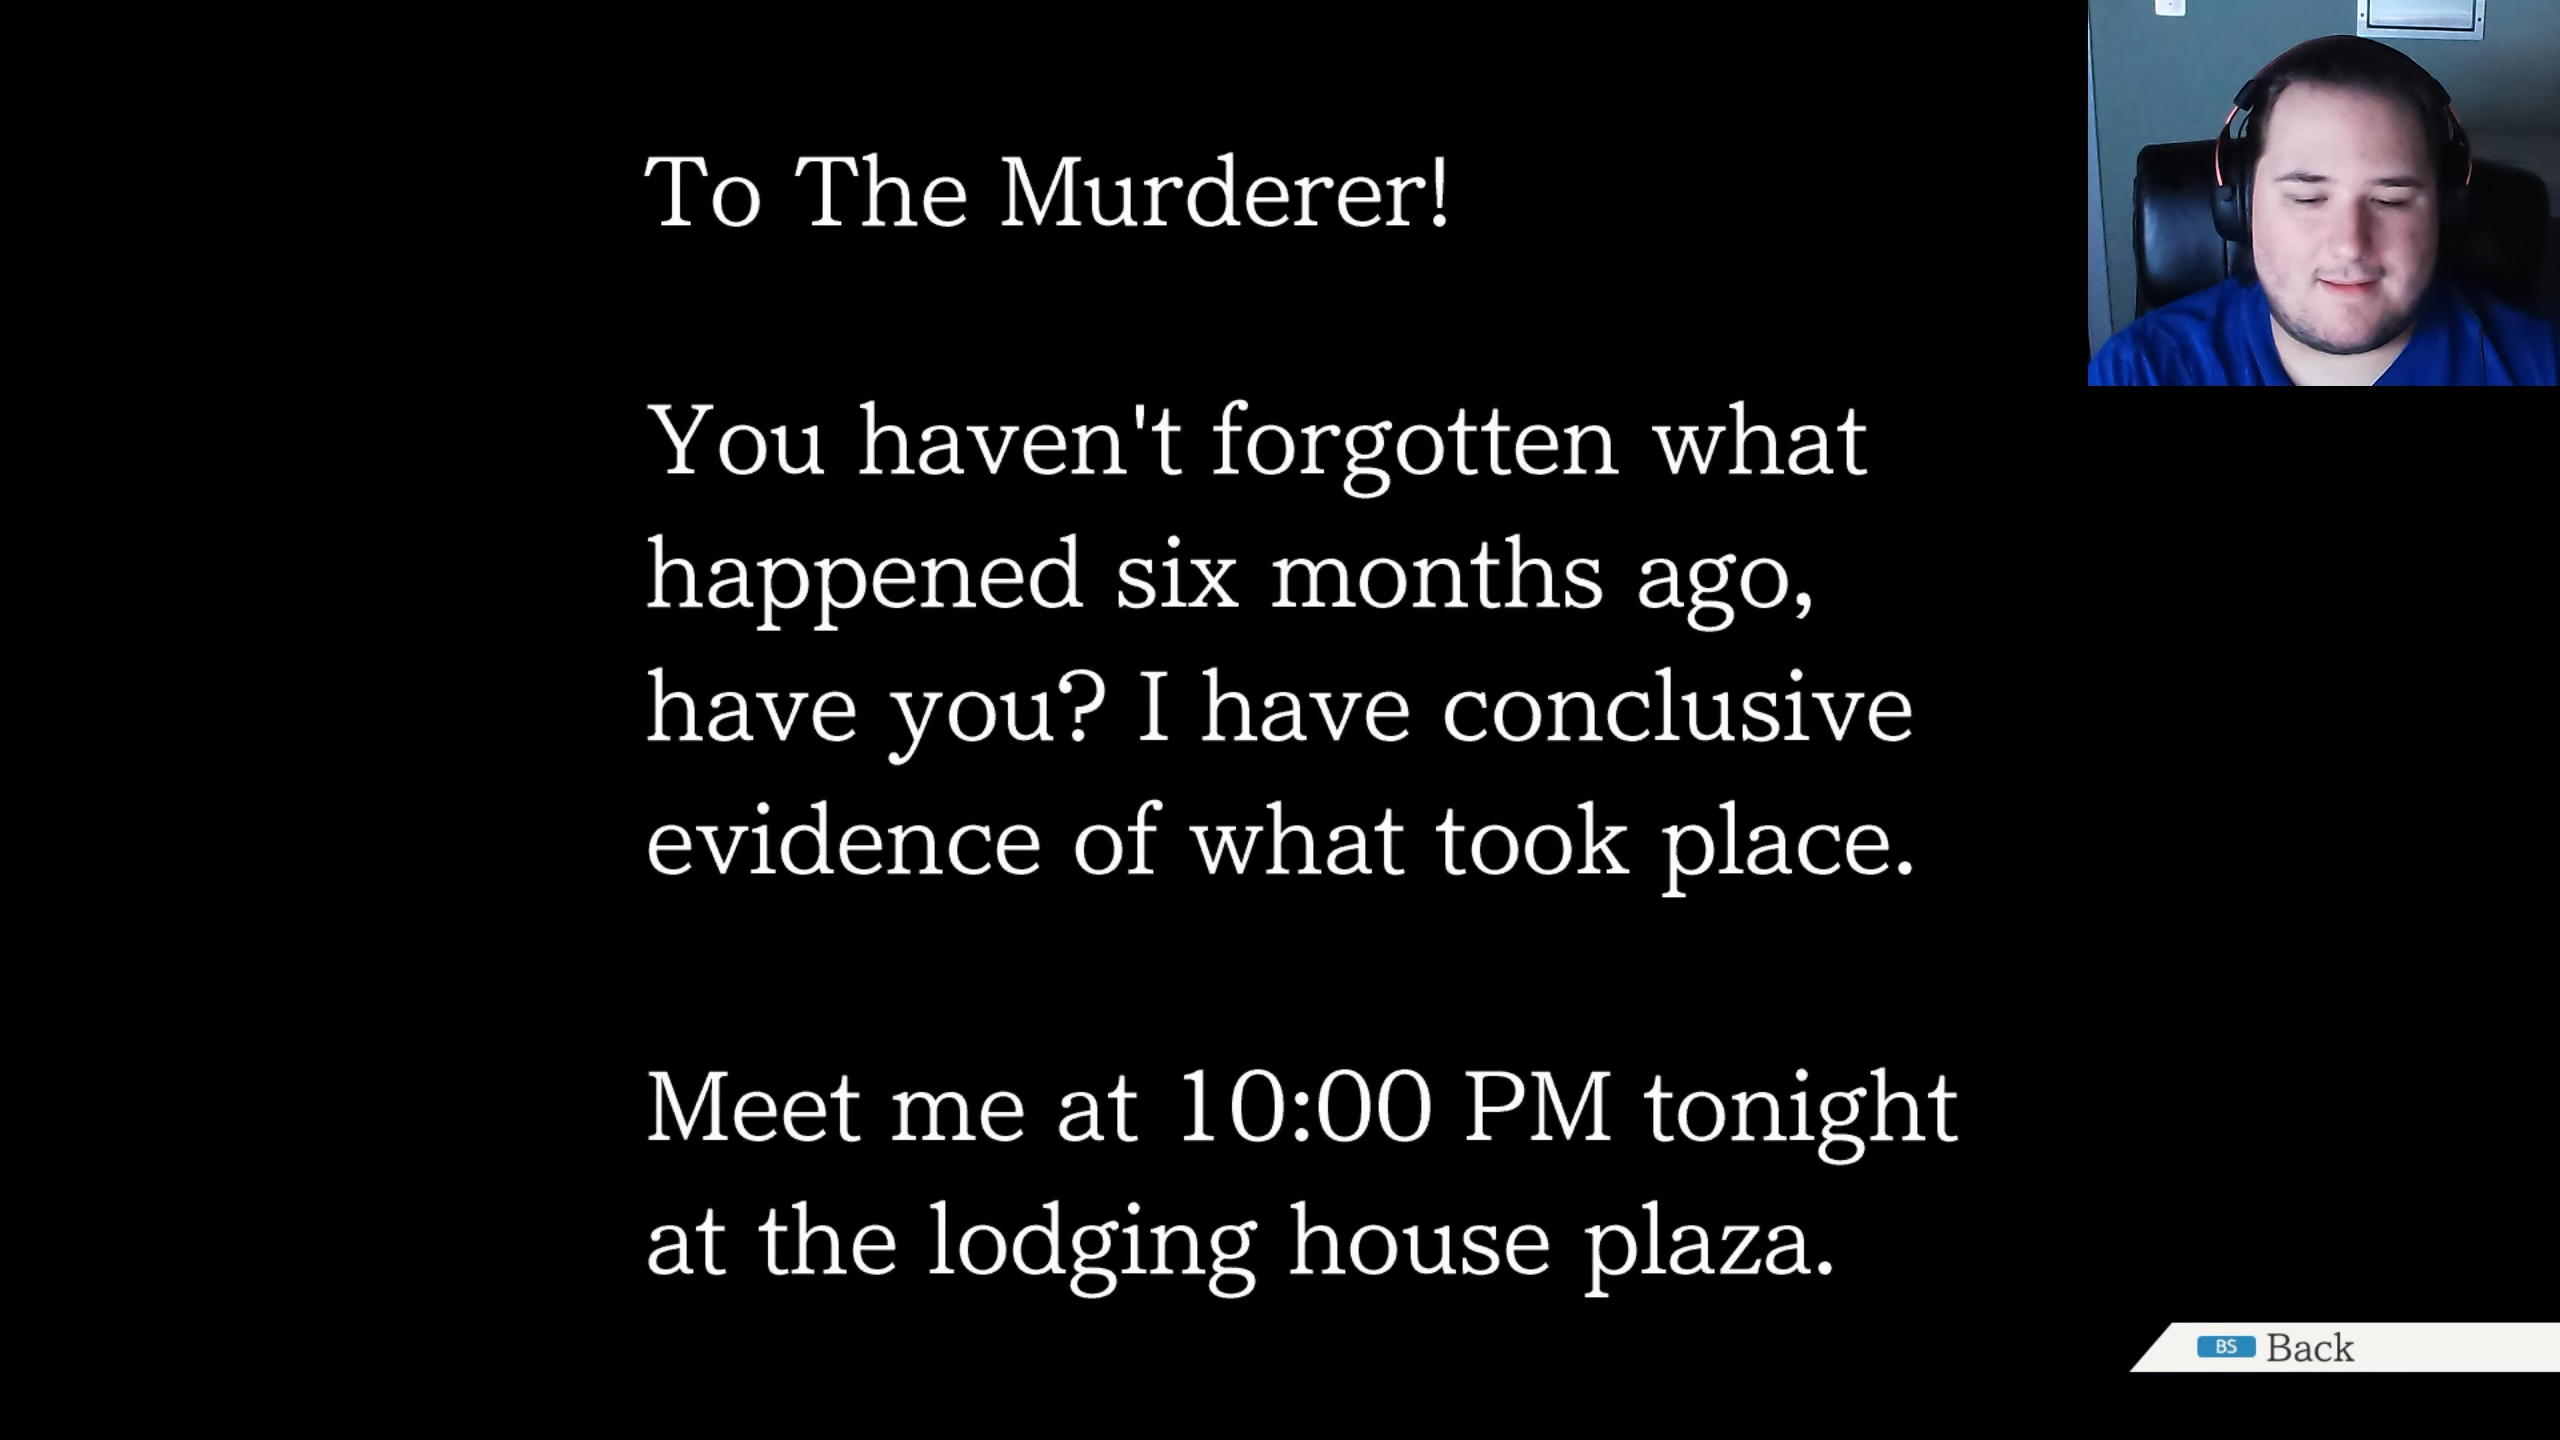 To The Murderer!
You haven't forgotten what
happened six months ago,
have you? I have conclusive
evidence of what took place.
Meet me at 10:00 PM tonight
at the lodging house plaza.
BS Back